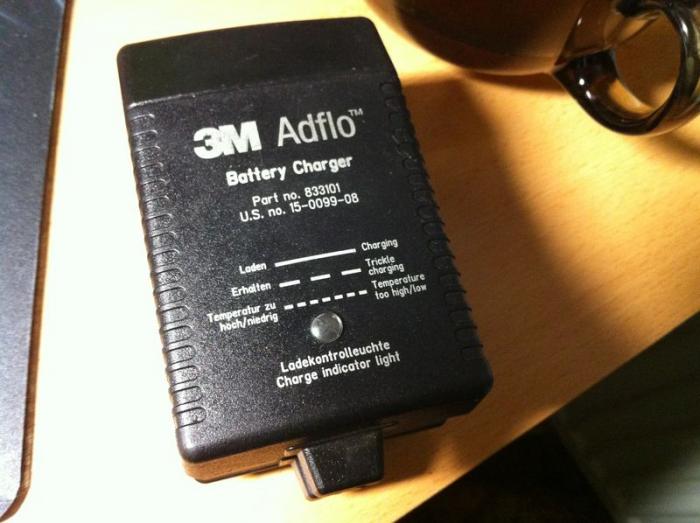 3M Adflo™
Battery Charger
Part no. 833101
U.S. no. 15-0099-08
Laden Charging
Erhalten Trickle charging
Temperatur zu hoch/niedrig Temperature too high/low
Ladekontrolleuchte
Charge indicator light